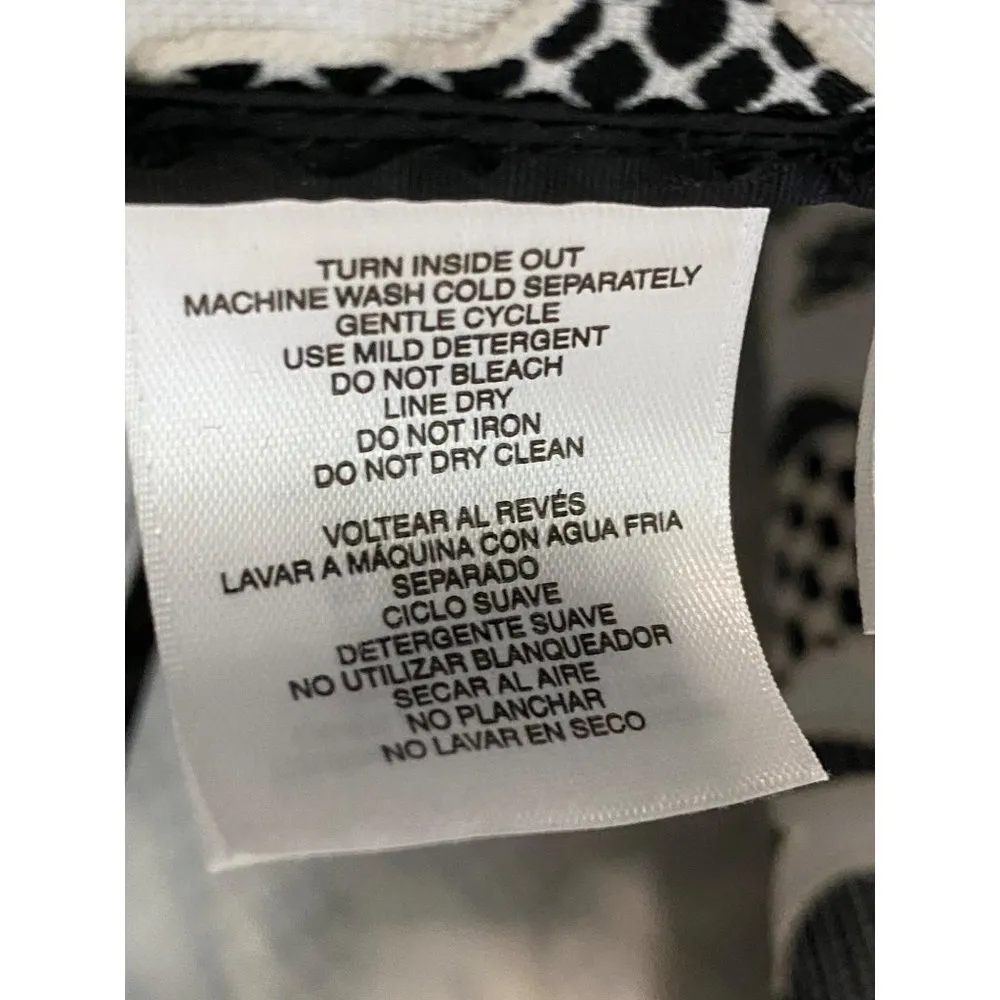 TURN INSIDE OUT
MACHINE WASH COLD SEPARATELY
GENTLE CYCLE
USE MILD DETERGENT
DO NOT BLEACH
LINE DRY
DO NOT IRON
DO NOT DRY CLEAN
VOLTEAR AL REVÉS
LAVAR A MÁQUINA CON AGUA FRIA
SEPARADO
CICLO SUAVE
DETERGENTE SUAVE
NO UTILIZAR BLANQUEADOR
SECAR AL AIRE
NO PLANCHAR
NO LAVAR EN SECO